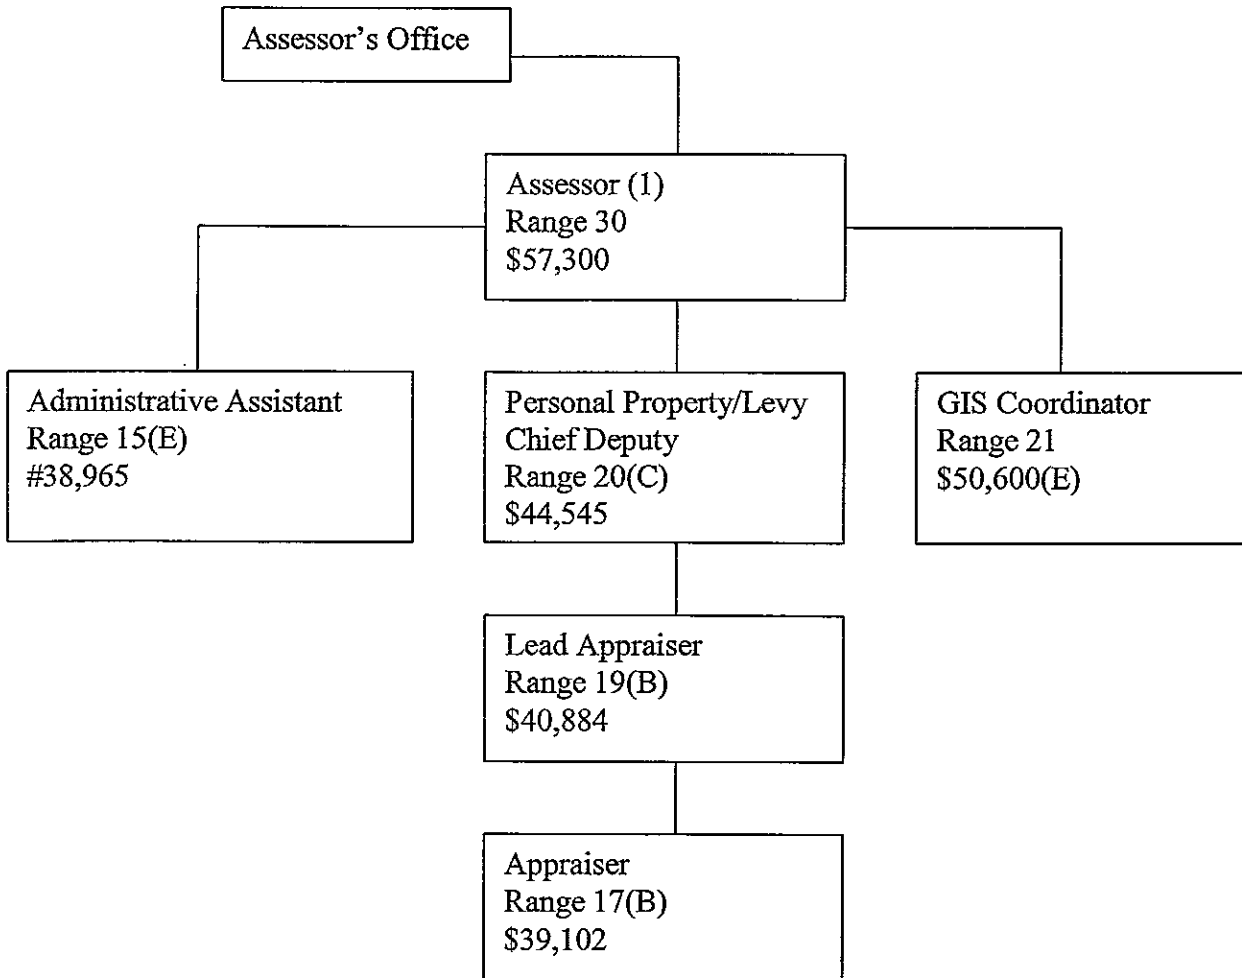 Assessor's Office
Assessor (1)
Range 30
$57,300
Administrative Assistant
Range 15(E)
#38,965
Personal Property/Levy
Chief Deputy
Range 20(C)
$44,545
GIS Coordinator
Range 21
$50,600(E)
Lead Appraiser
Range 19(B)
$40,884
Appraiser
Range 17(B)
$39,102